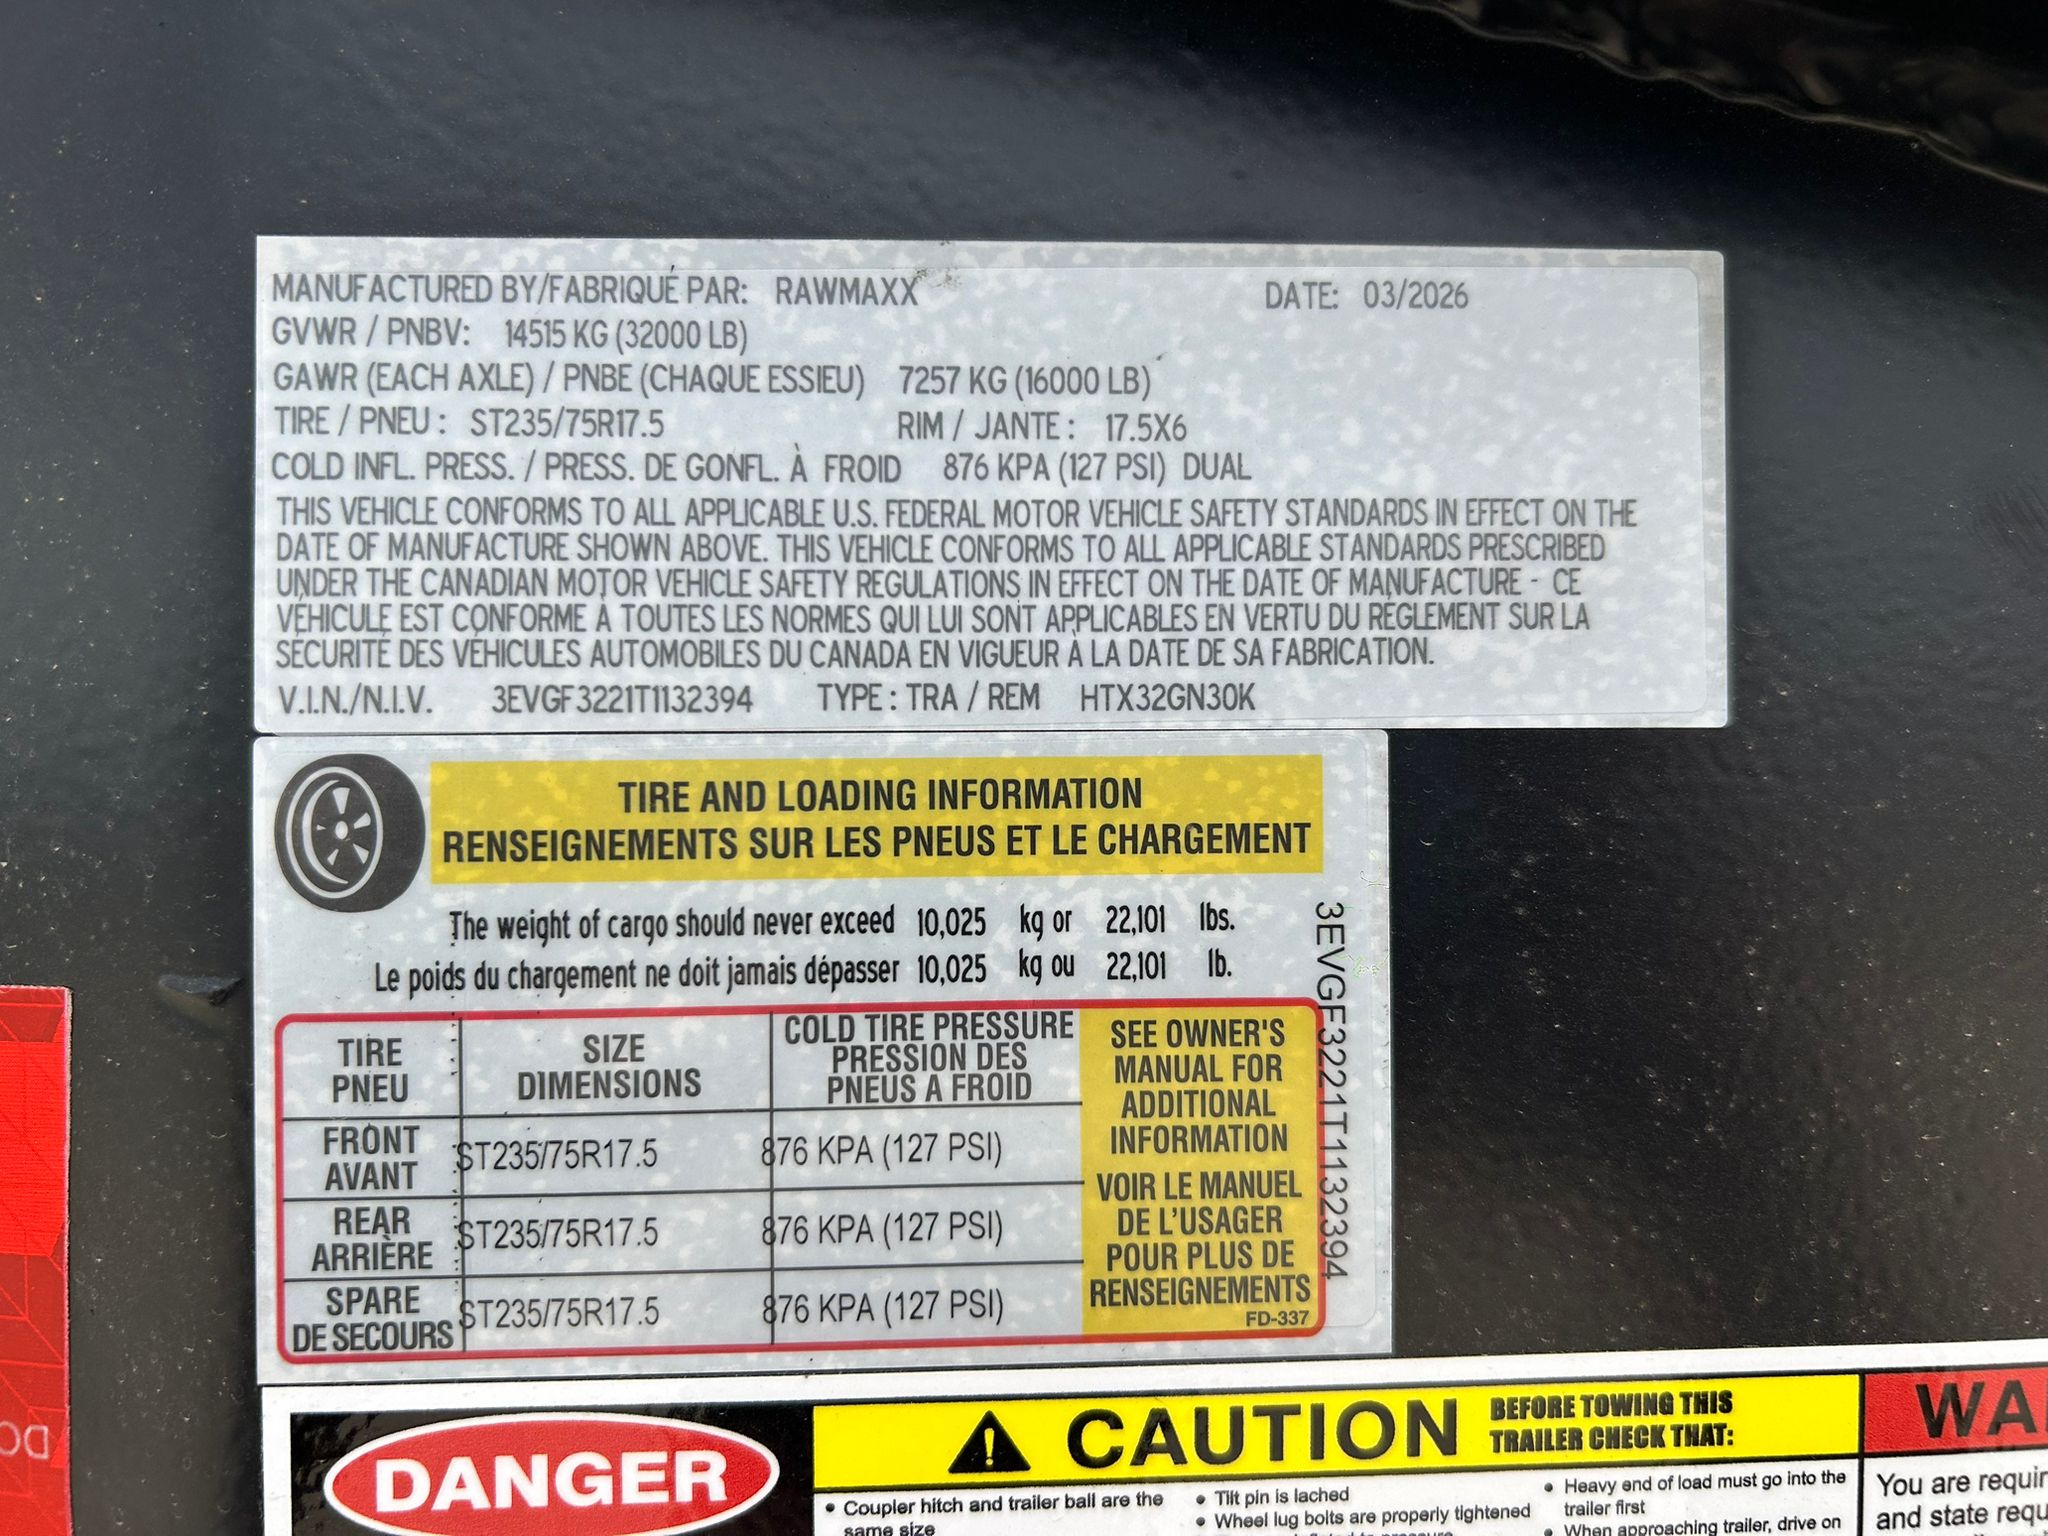 MANUFACTURED BY/FABRIQUÉ PAR: RAWMAXX DATE: 03/2026
GVWR / PNBV: 14515 KG (32000 LB)
GAWR (EACH AXLE) / PNBE (CHAQUE ESSIEU) 7257 KG (16000 LB)
TIRE / PNEU : ST235/75R17.5 RIM / JANTE : 17.5X6
COLD INFL. PRESS. / PRESS. DE GONFL. À FROID 876 KPA (127 PSI) DUAL
THIS VEHICLE CONFORMS TO ALL APPLICABLE U.S. FEDERAL MOTOR VEHICLE SAFETY STANDARDS IN EFFECT ON THE
DATE OF MANUFACTURE SHOWN ABOVE. THIS VEHICLE CONFORMS TO ALL APPLICABLE STANDARDS PRESCRIBED
UNDER THE CANADIAN MOTOR VEHICLE SAFETY REGULATIONS IN EFFECT ON THE DATE OF MANUFACTURE - CE
VÉHICULE EST CONFORME À TOUTES LES NORMES QUI LUI SONT APPLICABLES EN VERTU DU RÈGLEMENT SUR LA
SÉCURITÉ DES VÉHICULES AUTOMOBILES DU CANADA EN VIGUEUR À LA DATE DE SA FABRICATION.
V.I.N./N.I.V. 3EVGF3221T1132394 TYPE : TRA / REM HTX32GN30K
TIRE AND LOADING INFORMATION
RENSEIGNEMENTS SUR LES PNEUS ET LE CHARGEMENT
The weight of cargo should never exceed 10,025 kg or 22,101 lbs.
Le poids du chargement ne doit jamais dépasser 10,025 kg ou 22,101 lb.
3EVGF3221T1132394
TIRE
PNEU
SIZE
DIMENSIONS
COLD TIRE PRESSURE
PRESSION DES
PNEUS A FROID
FRONT
AVANT
ST235/75R17.5
876 KPA (127 PSI)
REAR
ARRIÈRE
ST235/75R17.5
876 KPA (127 PSI)
SPARE
DE SECOURS
ST235/75R17.5
876 KPA (127 PSI)
SEE OWNER'S
MANUAL FOR
ADDITIONAL
INFORMATION
VOIR LE MANUEL
DE L'USAGER
POUR PLUS DE
RENSEIGNEMENTS
FD-337
DANGER
CAUTION
BEFORE TOWING THIS
TRAILER CHECK THAT:
• Coupler hitch and trailer ball are the
same size
• Tilt pin is lached
• Wheel lug bolts are properly tightened
• Heavy end of load must go into the
trailer first
• When approaching trailer, drive on
WA
You are requir
and state requ